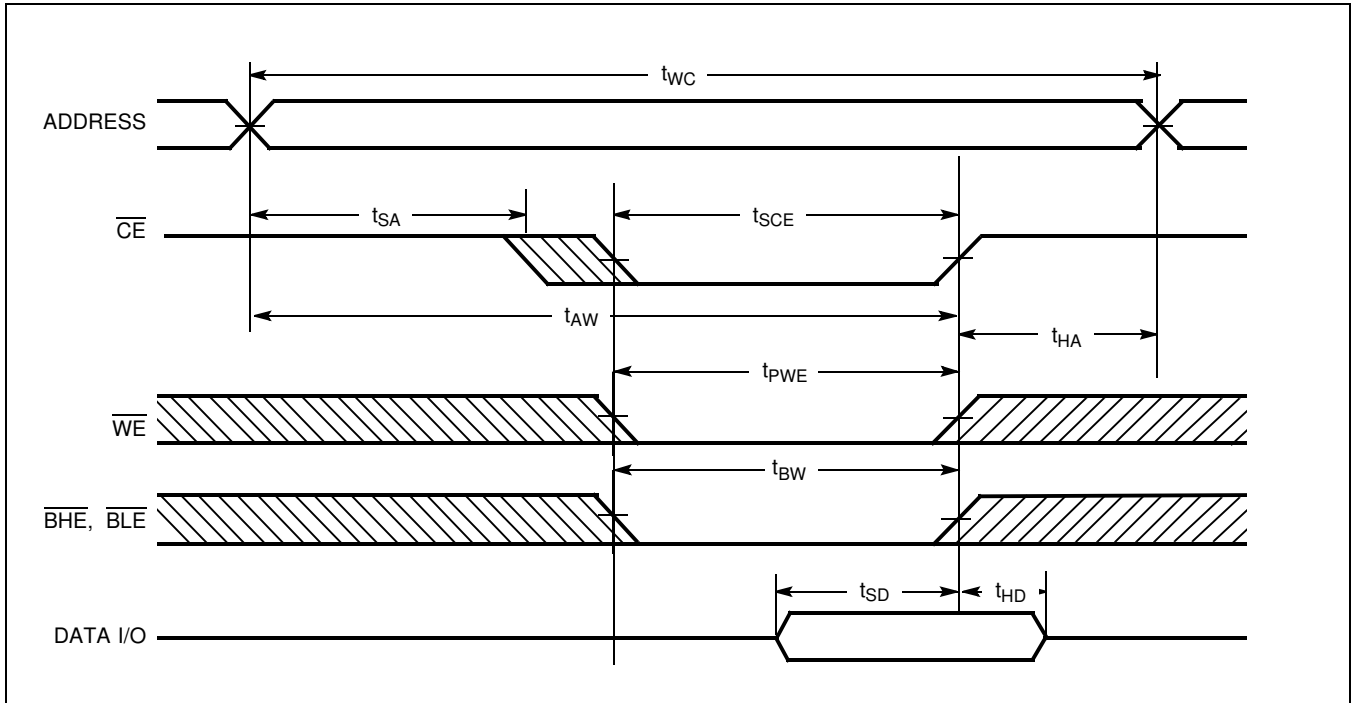 tWC
ADDRESS
tSA
tSCE
CE
tAW
tHA
tPWE
WE
tBW
BHE, BLE
tSD
tHD
DATA I/O